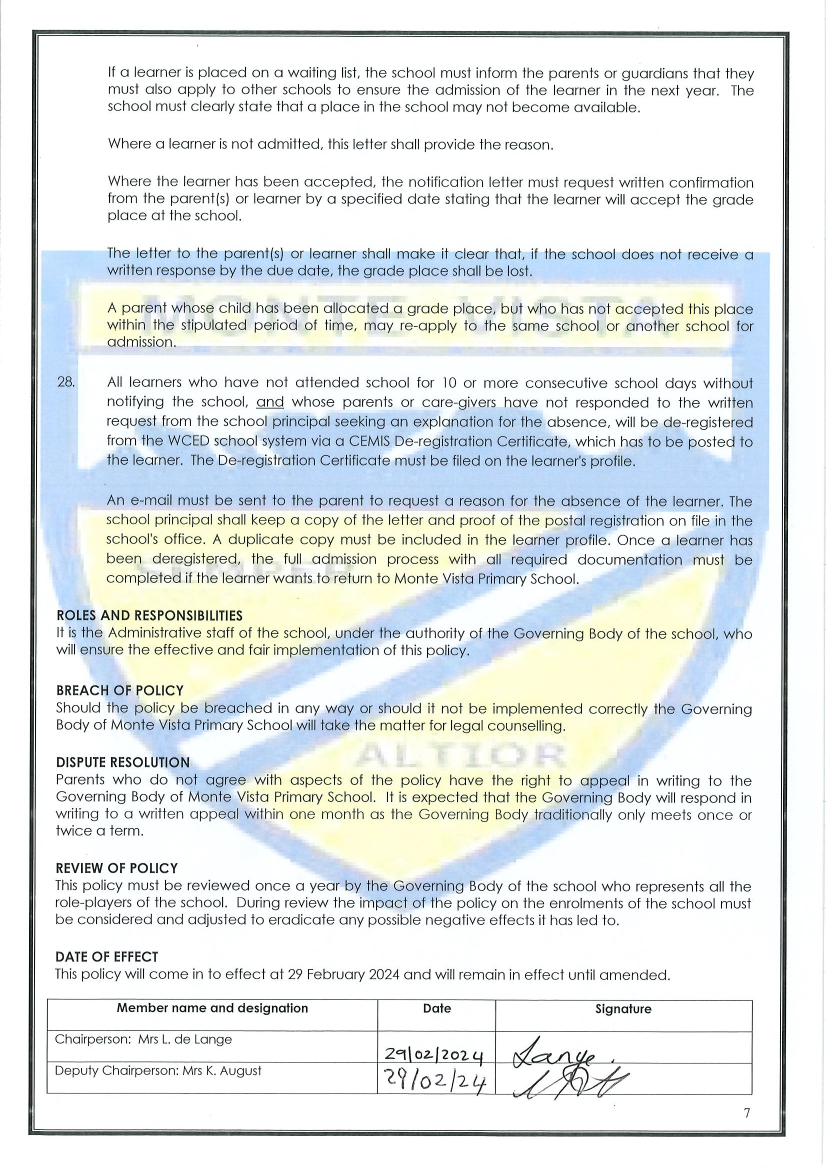 If a learner is placed on a waiting list, the school must inform the parents or guardians that they
must also apply to other schools to ensure the admission of the learner in the next year. The
school must clearly state that a place in the school may not become available.
Where a learner is not admitted, this letter shall provide the reason.
Where the learner has been accepted, the notification letter must request written confirmation
from the parent(s) or learner by a specified date stating that the learner will accept the grade
place at the school.
The letter to the parent(s) or learner shall make it clear that, if the school does not receive a
written response by the due date, the grade place shall be lost.
MONTE VISTA
A parent whose child has been allocated a grade place, but who has not accepted this place
within the stipulated period of time, may re-apply to the same school or another school for
admission.
28. All learners who have not attended school for 10 or more consecutive school days without
notifying the school, and whose parents or care-givers have not responded to the written
request from the school principal seeking an explanation for the absence, will be de-registered
from the WCED school system via a CEMIS De-registration Certificate, which has to be posted to
the learner. The De-registration Certificate must be filed on the learner's profile.
An e-mail must be sent to the parent to request a reason for the absence of the learner. The
school principal shall keep a copy of the letter and proof of the postal registration on file in the
school's office. A duplicate copy must be included in the learner profile. Once a learner has
been deregistered, the full admission process with all required documentation must be
SEMPER
completed if the learner wants to return to Monte Vista Primary School.
ROLES AND RESPONSIBILITIES
It is the Administrative staff of the school, under the authority of the Governing Body of the school, who
will ensure the effective and fair implementation of this policy.
BREACH OF POLICY
Should the policy be breached in any way or should it not be implemented correctly the Governing
Body of Monte Vista Primary School will take the matter for legal counselling.
ALTIOR
DISPUTE RESOLUTION
Parents who do not agree with aspects of the policy have the right to appeal in writing to the
Governing Body of Monte Vista Primary School. It is expected that the Governing Body will respond in
writing to a written appeal within one month as the Governing Body traditionally only meets once or
twice a term.
REVIEW OF POLICY
This policy must be reviewed once a year by the Governing Body of the school who represents all the
role-players of the school. During review the impact of the policy on the enrolments of the school must
be considered and adjusted to eradicate any possible negative effects it has led to.
DATE OF EFFECT
This policy will come in to effect at 29 February 2024 and will remain in effect until amended.
Member name and designation Date Signature
Chairperson: Mrs L. de Lange 29/02/2024 Lange
Deputy Chairperson: Mrs K. August 29/02/24
7